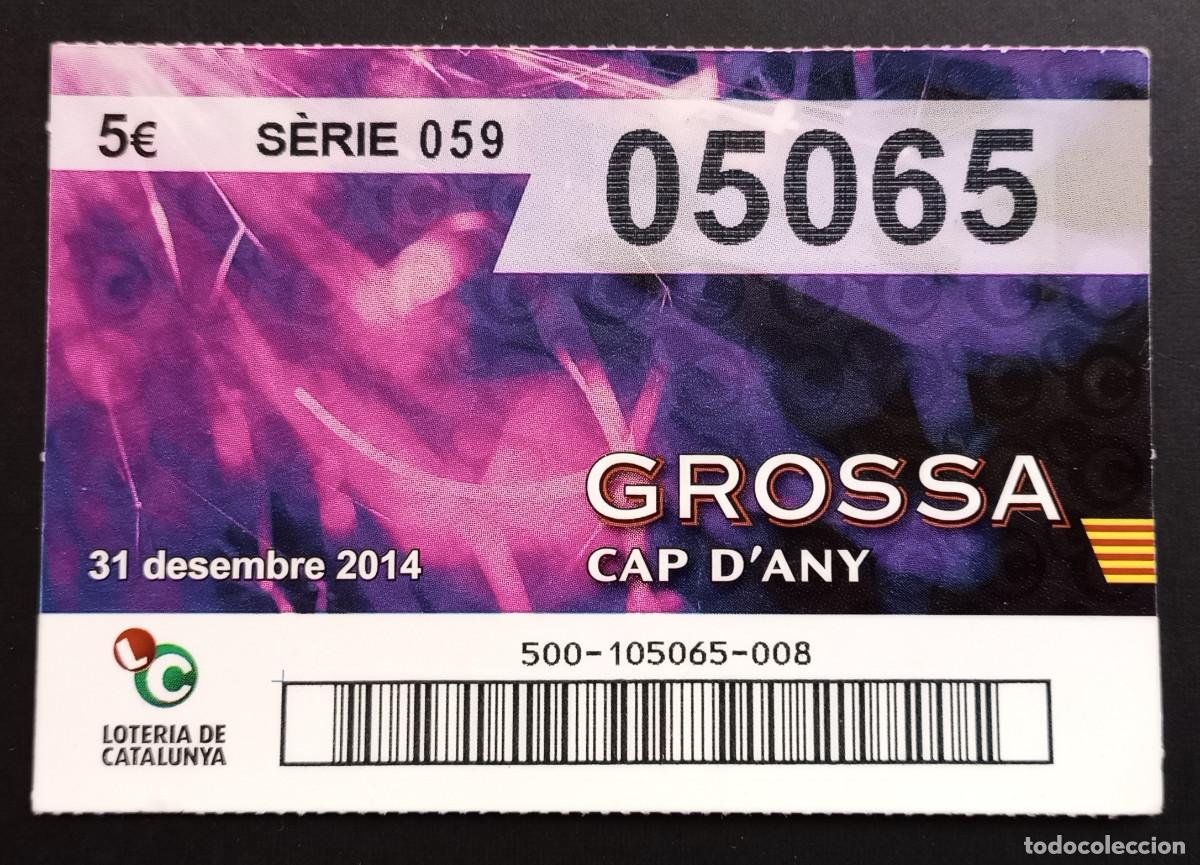 5€ SÈRIE 059 05065
GROSSA
CAP D'ANY
31 desembre 2014
500-105065-008
LC
LOTERIA DE
CATALUNYA
todocoleccion